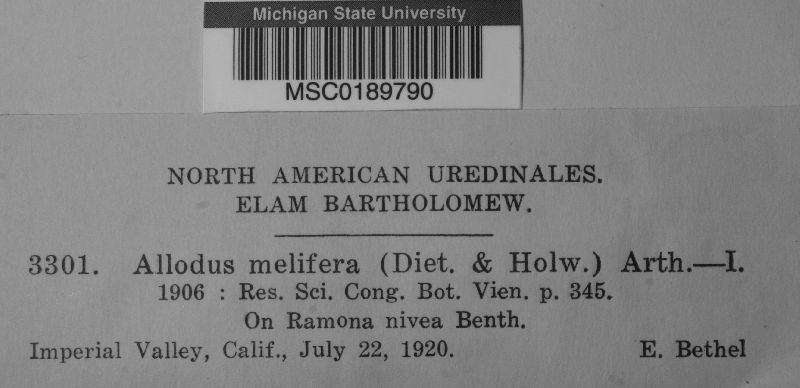 Michigan State University
MSC0189790
NORTH AMERICAN UREDINALES.
ELAM BARTHOLOMEW.
3301. Allodus melifera (Diet. & Holw.) Arth.—I.
1906 : Res. Sci. Cong. Bot. Vien. p. 345.
On Ramona nivea Benth.
Imperial Valley, Calif., July 22, 1920. E. Bethel